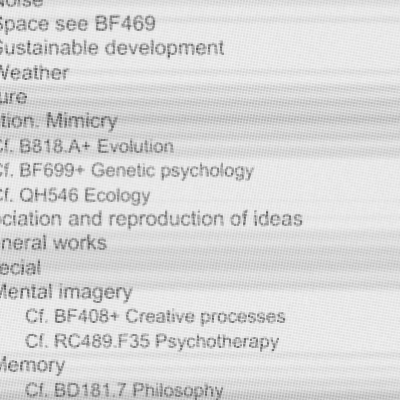 Noise
Space see BF469
Sustainable development
Weather
ure
tion. Mimicry
Cf. B818.A+ Evolution
Cf. BF699+ Genetic psychology
Cf. QH546 Ecology
ociation and reproduction of ideas
neral works
ecial
Mental imagery
Cf. BF408+ Creative processes
Cf. RC489.F35 Psychotherapy
Memory
Cf. BD181.7 Philosophy